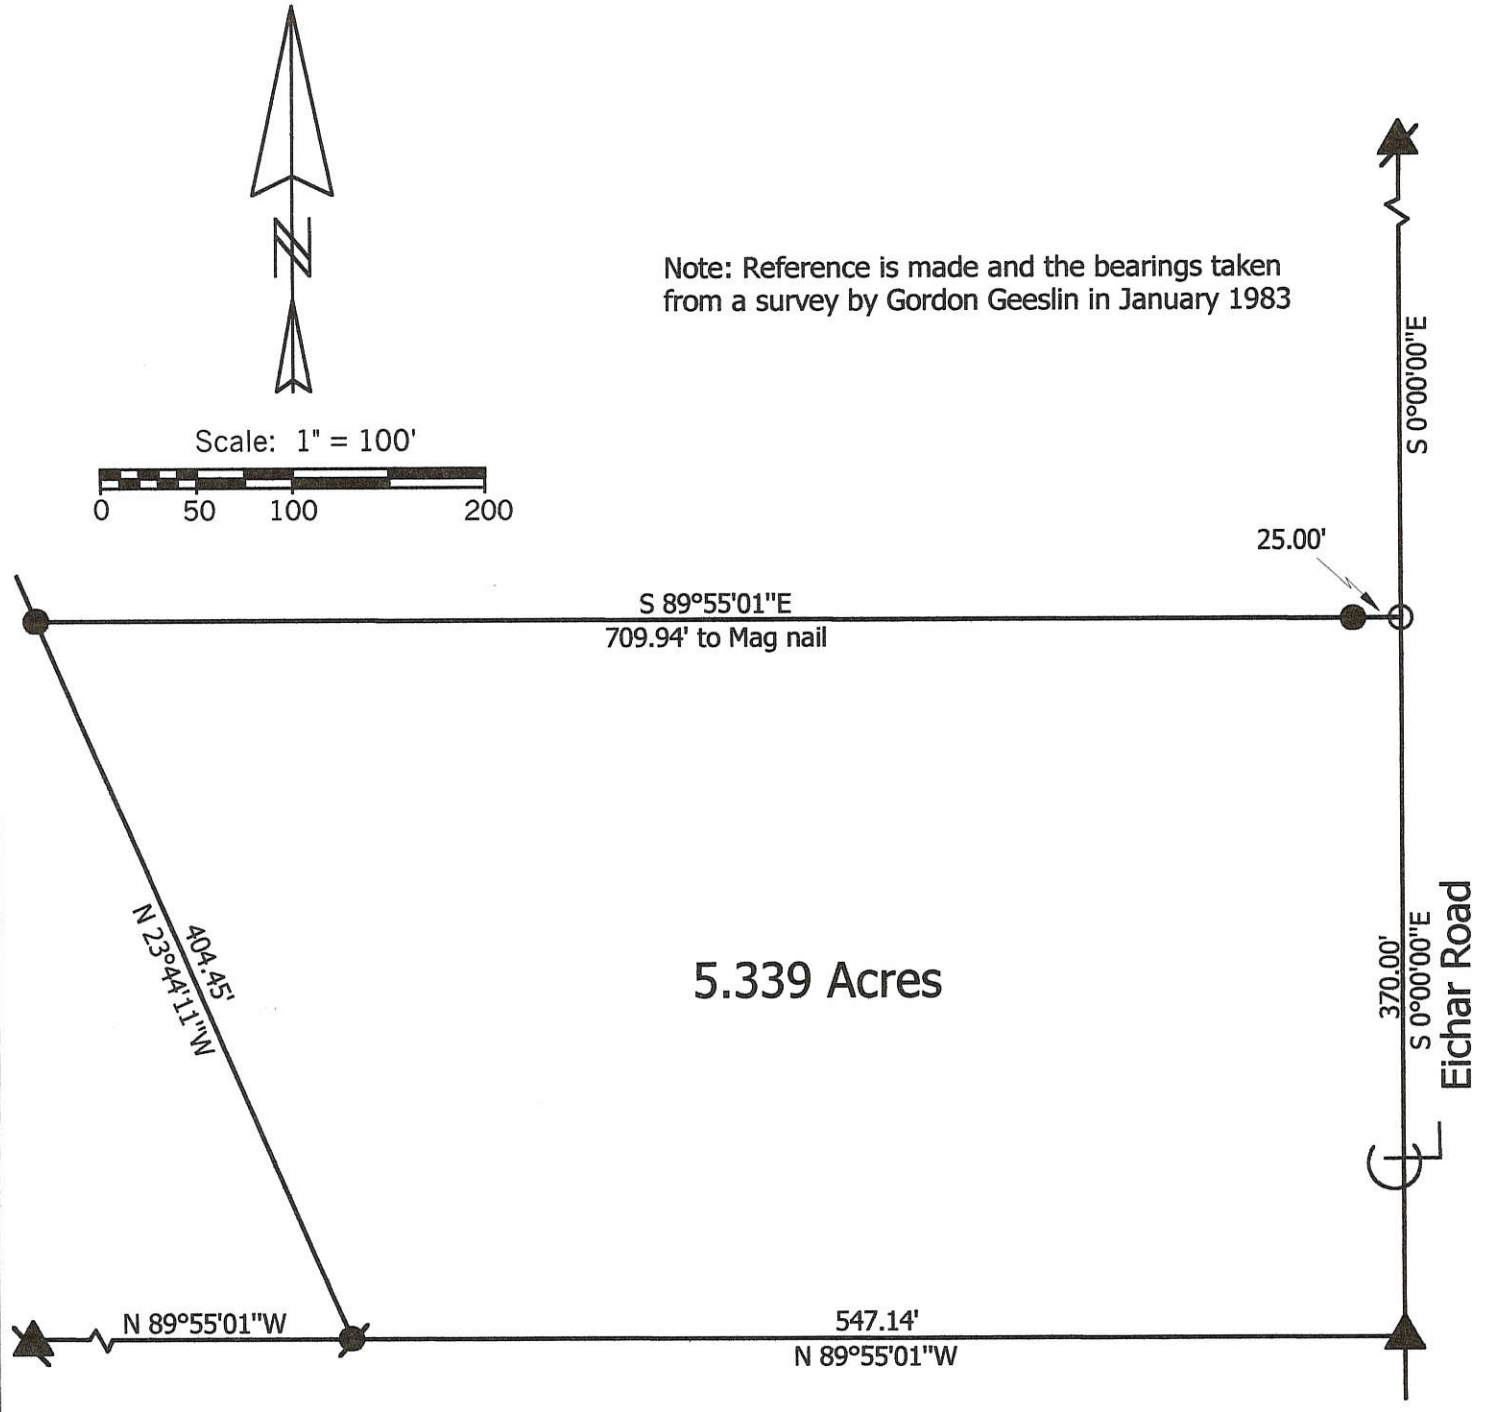 N
Note: Reference is made and the bearings taken
from a survey by Gordon Geeslin in January 1983
S 0°00'00"E
Scale: 1" = 100'
0 50 100 200
25.00'
S 89°55'01"E
709.94' to Mag nail
404.45'
N 23°44'11"W
5.339 Acres
370.00'
S 0°00'00"E
Eichar Road
N 89°55'01"W
547.14'
N 89°55'01"W